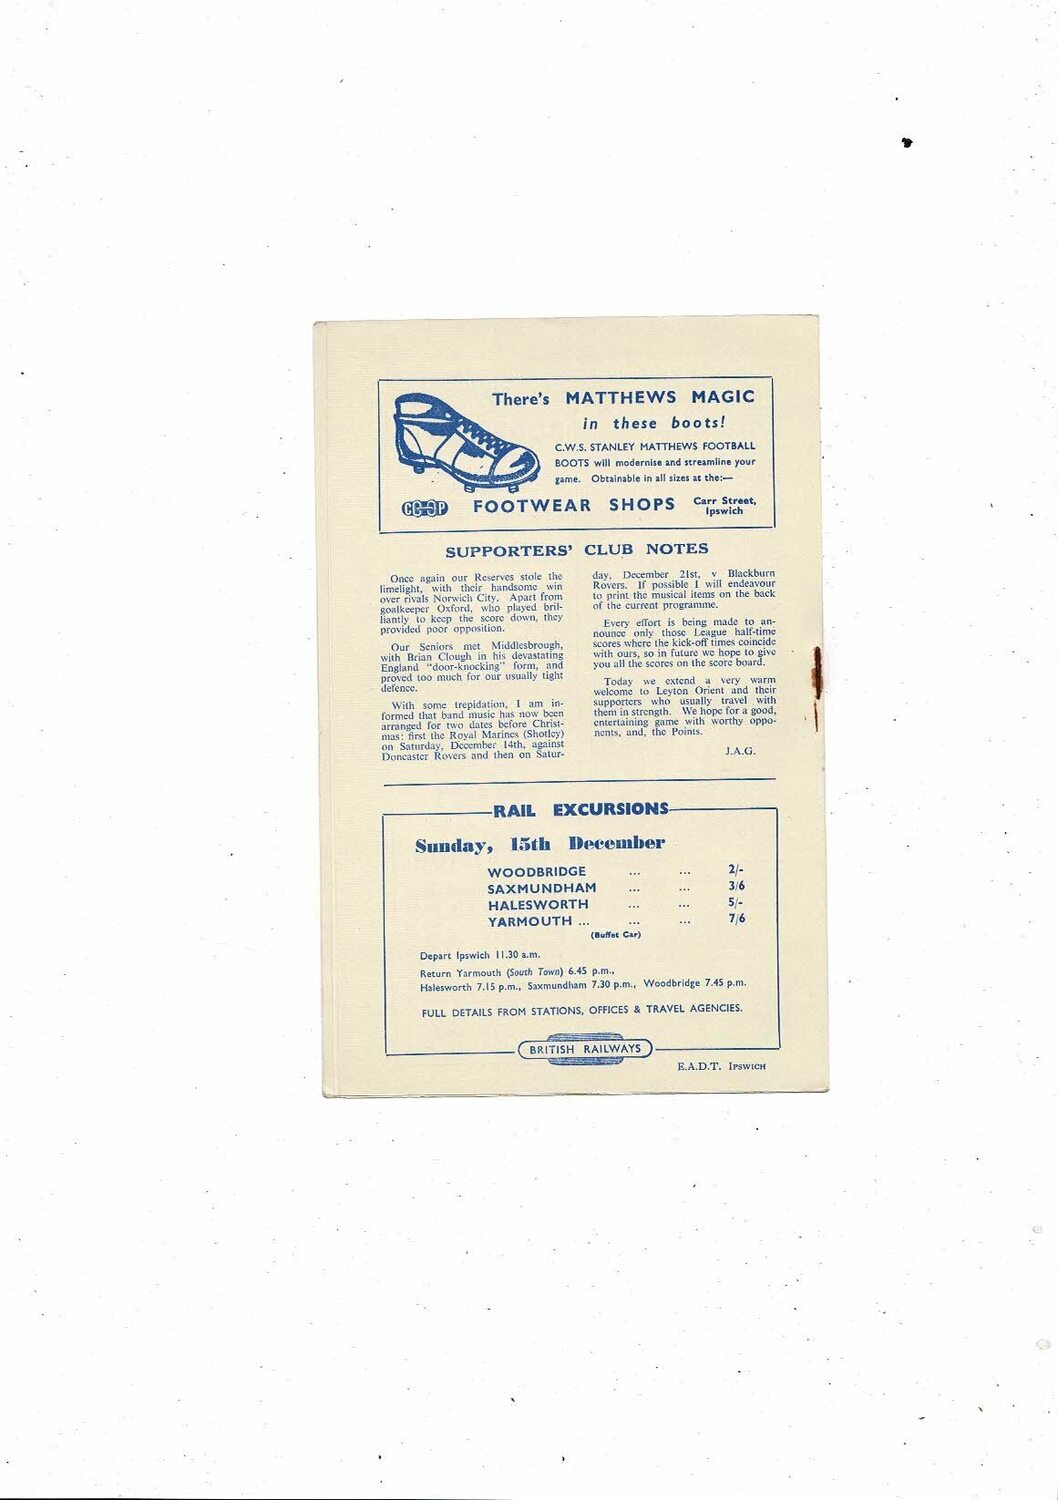 There's MATTHEWS MAGIC
in these boots!
C.W.S. STANLEY MATTHEWS FOOTBALL
BOOTS will modernise and streamline your
game. Obtainable in all sizes at the:—
CO-OP FOOTWEAR SHOPS Carr Street,
Ipswich
SUPPORTERS' CLUB NOTES
Once again our Reserves stole the
limelight, with their handsome win
over rivals Norwich City. Apart from
goalkeeper Oxford, who played bril-
liantly to keep the score down, they
provided poor opposition.
Our Seniors met Middlesbrough,
with Brian Clough in his devastating
England "door-knocking" form, and
proved too much for our usually tight
defence.
With some trepidation, I am in-
formed that band music has now been
arranged for two dates before Christ-
mas: first the Royal Marines (Shotley)
on Saturday, December 14th, against
Doncaster Rovers and then on Satur-
day, December 21st, v Blackburn
Rovers. If possible I will endeavour
to print the musical items on the back
of the current programme.
Every effort is being made to an-
nounce only those League half-time
scores where the kick-off times coincide
with ours, so in future we hope to give
you all the scores on the score board.
Today we extend a very warm
welcome to Leyton Orient and their
supporters who usually travel with
them in strength. We hope for a good,
entertaining game with worthy oppo-
nents, and, the Points.
J.A.G.
RAIL EXCURSIONS
Sunday, 15th December
WOODBRIDGE ... ... 2/-
SAXMUNDHAM ... ... 3/6
HALESWORTH ... ... 5/-
YARMOUTH ... ... ... 7/6
(Buffet Car)
Depart Ipswich 11.30 a.m.
Return Yarmouth (South Town) 6.45 p.m.,
Halesworth 7.15 p.m., Saxmundham 7.30 p.m., Woodbridge 7.45 p.m.
FULL DETAILS FROM STATIONS, OFFICES & TRAVEL AGENCIES.
BRITISH RAILWAYS
E.A.D.T. IPSWICH